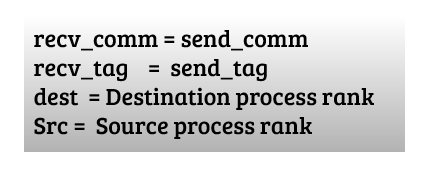 recv_comm = send_comm
recv_tag = send_tag
dest = Destination process rank
Src = Source process rank